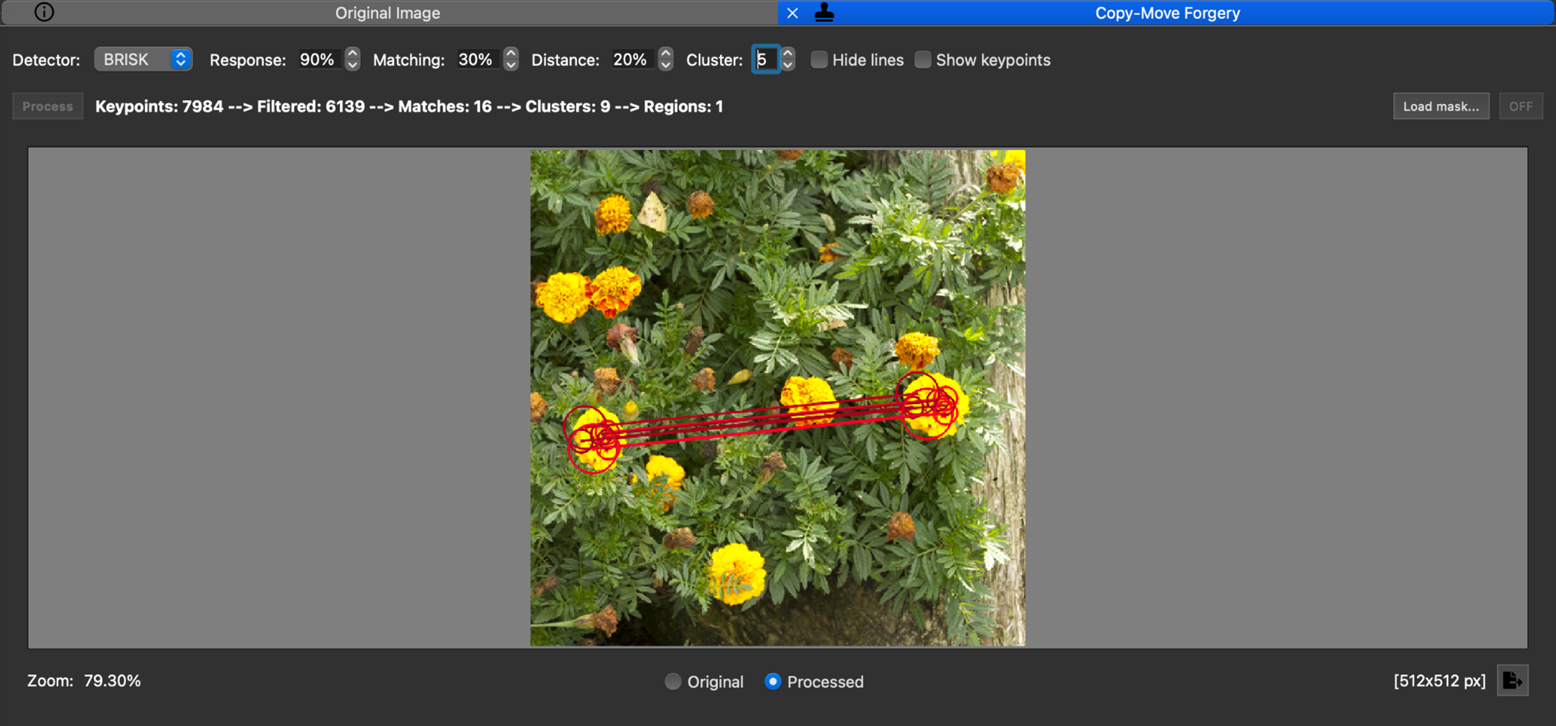 Original Image
Copy-Move Forgery
Detector: BRISK Response: 90% Matching: 30% Distance: 20% Cluster: 5 Hide lines Show keypoints
Process Keypoints: 7984 --> Filtered: 6139 --> Matches: 16 --> Clusters: 9 --> Regions: 1 Load mask... OFF
Zoom: 79.30% Original Processed [512x512 px]